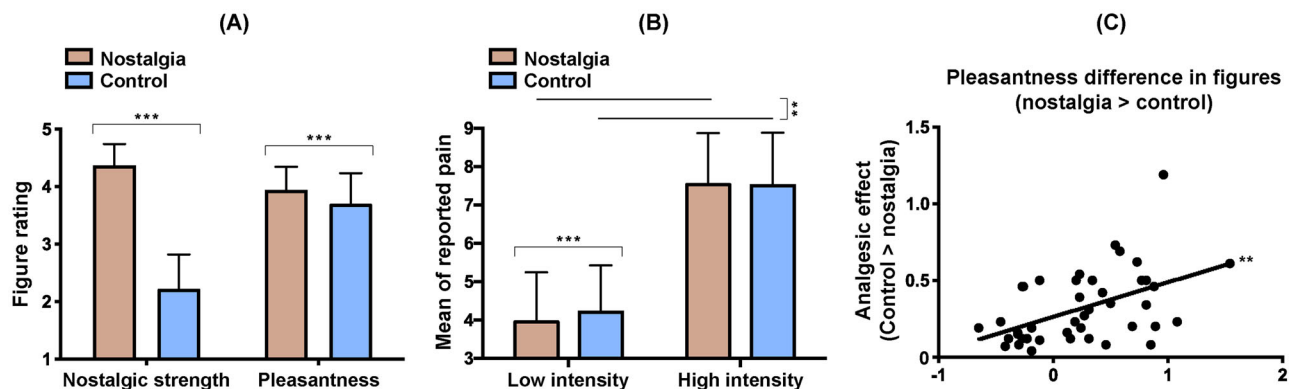 (A)
Nostalgia
Control
***
***
5
4
3
2
1
Figure rating
Nostalgic strength
Pleasantness
(B)
Nostalgia
Control
**
***
9
8
7
6
5
4
3
Mean of reported pain
Low intensity
High intensity
(C)
Pleasantness difference in figures
(nostalgia > control)
1.5
1.0
0.5
0
Analgesic effect
(Control > nostalgia)
**
-1
0
1
2